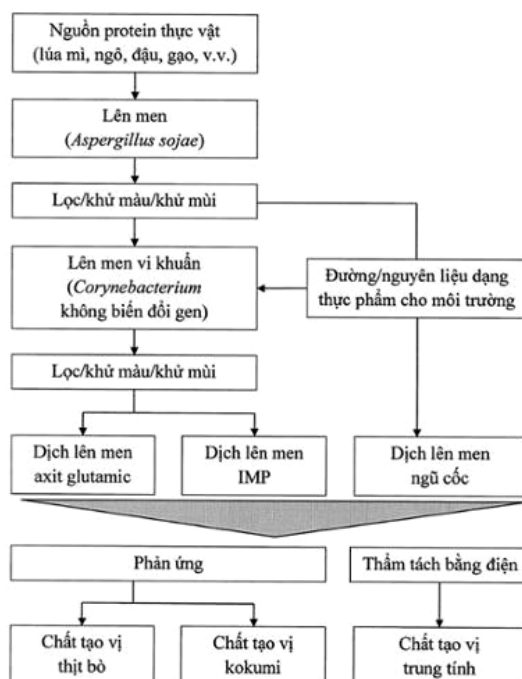 Nguồn protein thực vật
(lúa mì, ngô, đậu, gạo, v.v.)
Lên men
(Aspergillus sojae)
Lọc/khử màu/khử mùi
Lên men vi khuẩn
(Corynebacterium
không biến đổi gen)
Đường/nguyên liệu dạng
thực phẩm cho môi trường
Lọc/khử màu/khử mùi
Dịch lên men
axit glutamic
Dịch lên men
IMP
Dịch lên men
ngũ cốc
Phản ứng
Thẩm tách bằng điện
Chất tạo vị
thịt bò
Chất tạo vị
kokumi
Chất tạo vị
trung tính